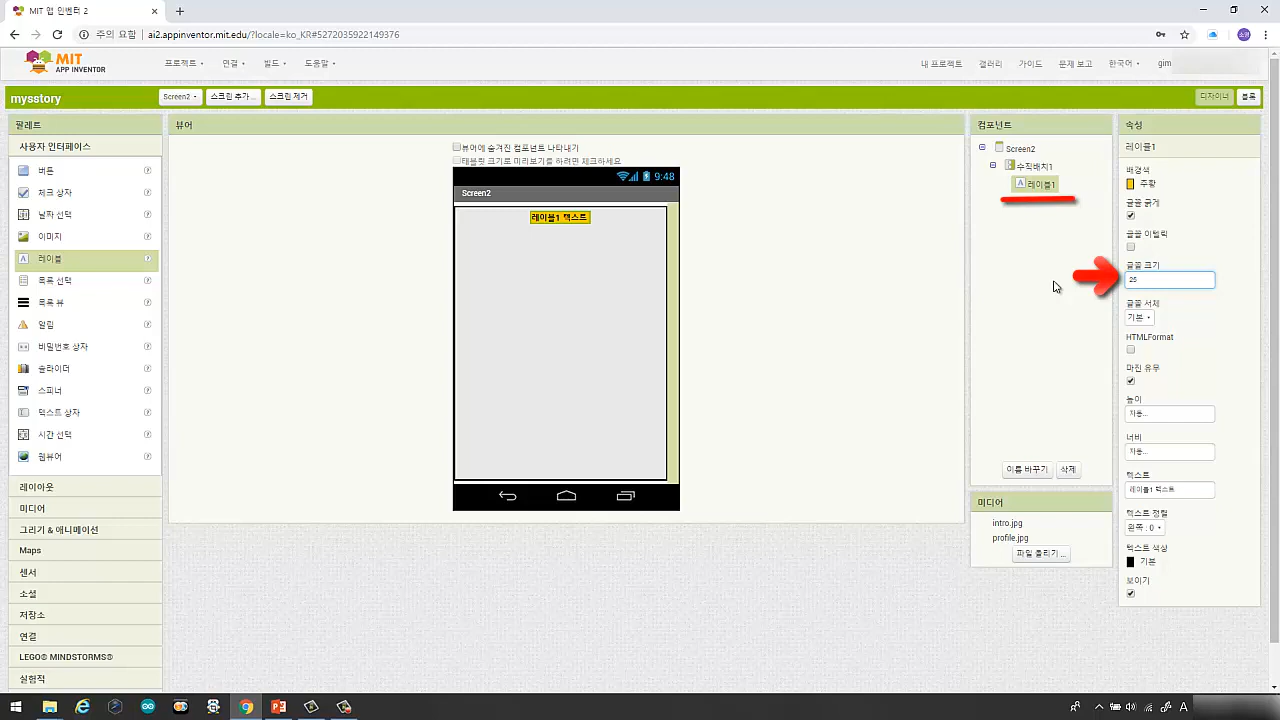 MIT 앱 인벤터 2
주의 요함 ai2.appinventor.mit.edu/?locale=ko_KR#5272035922149376
MIT
APP INVENTOR
프로젝트 연결 빌드 도움말
내 프로젝트 갤러리 가이드 문제 보고 한국어 gim
mysstory
Screen2 스크린 추가... 스크린 제거
디자이너 블록
팔레트
사용자 인터페이스
버튼
체크 상자
날짜 선택
이미지
레이블
목록 선택
목록 뷰
알림
비밀번호 상자
슬라이더
스피너
텍스트 상자
시간 선택
웹뷰어
레이아웃
미디어
그리기 & 애니메이션
Maps
센서
소셜
저장소
연결
LEGO® MINDSTORMS®
실험적
뷰어
뷰어에 숨겨진 컴포넌트 나타내기
태블릿 크기로 미리보기를 하려면 체크하세요
9:48
Screen2
레이블1 텍스트
컴포넌트
Screen2
수직배치1
레이블1
이름 바꾸기 삭제
미디어
intro.jpg
profile.jpg
파일 올리기 ...
속성
레이블1
배경색
주황
글꼴 굵게
글꼴 이탤릭
글꼴 크기
25
글꼴 서체
기본
HTMLFormat
마진 유무
높이
자동...
너비
자동...
텍스트
레이블1 텍스트
텍스트 정렬
왼쪽 : 0
텍스트 색상
기본
보이기
A